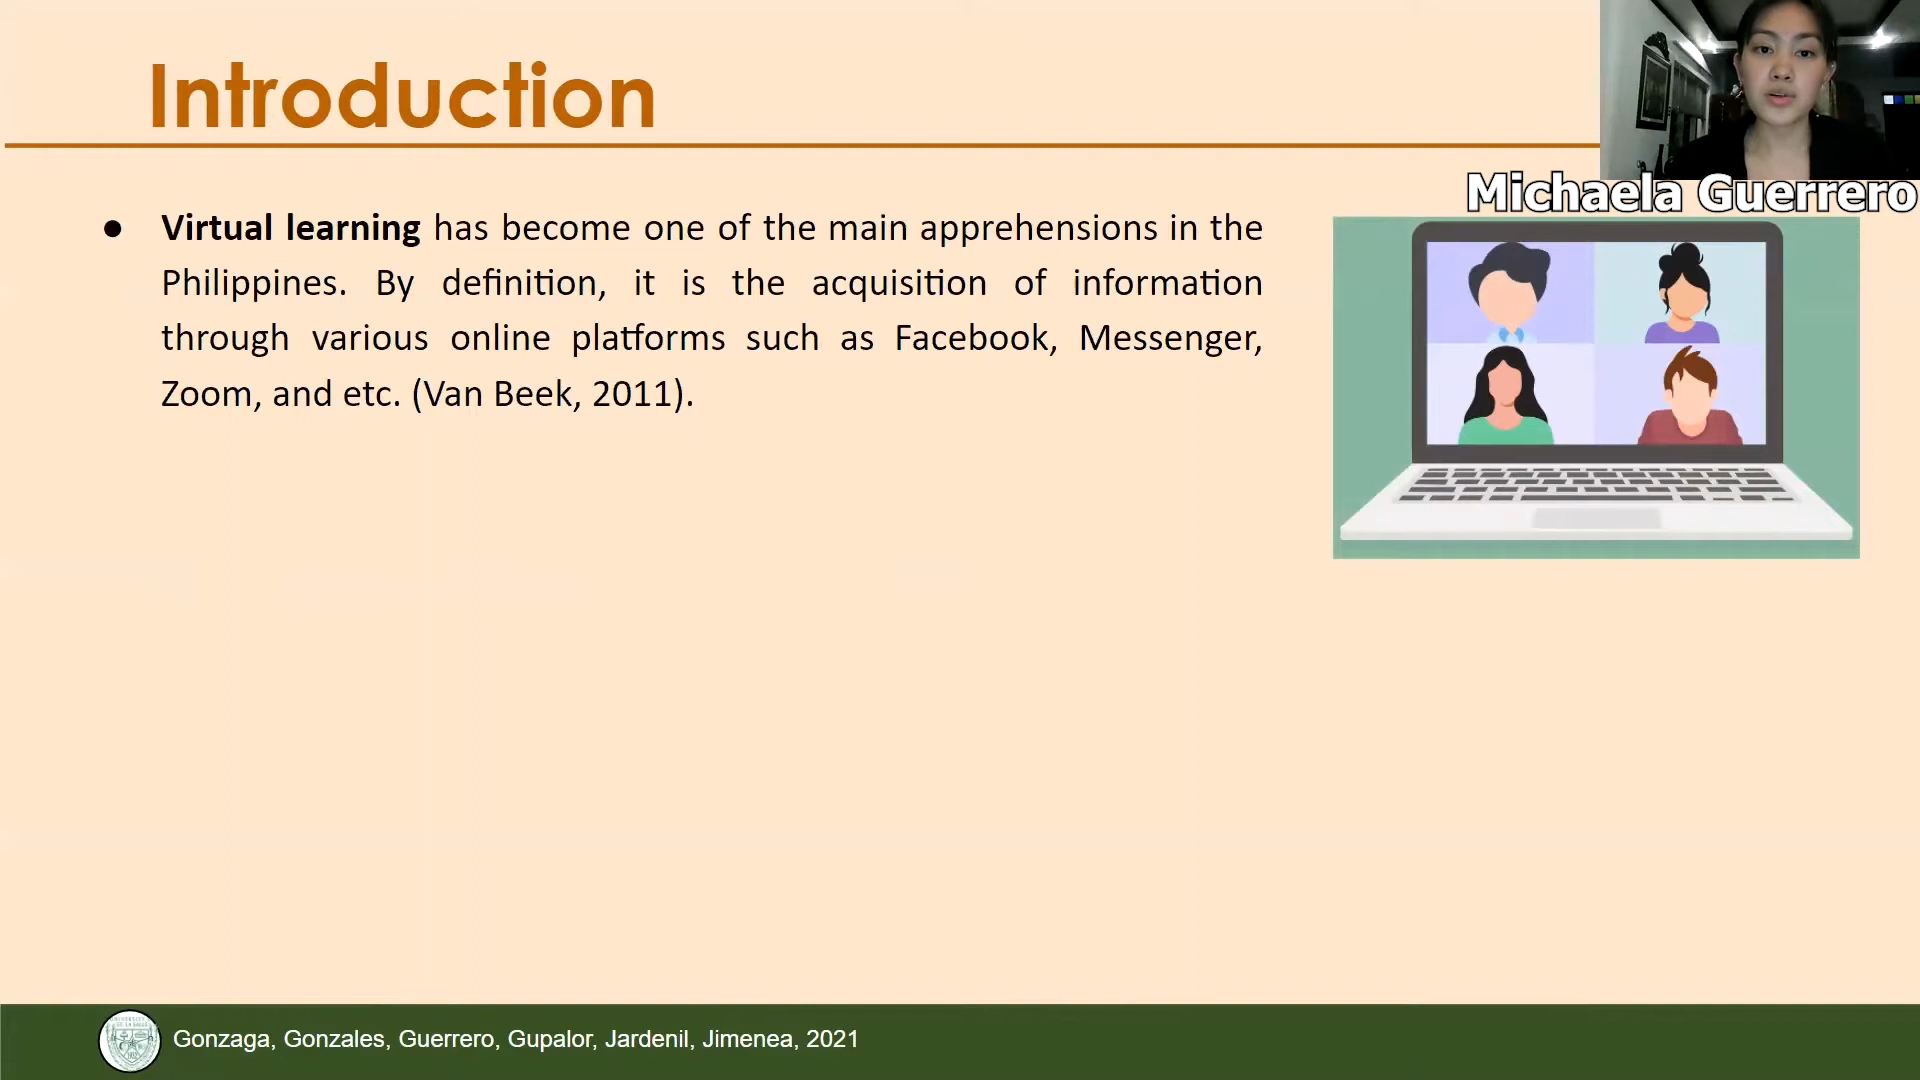 Introduction
Michaela Guerrero
● Virtual learning has become one of the main apprehensions in the
Philippines. By definition, it is the acquisition of information
through various online platforms such as Facebook, Messenger,
Zoom, and etc. (Van Beek, 2011).
Gonzaga, Gonzales, Guerrero, Gupalor, Jardenil, Jimenea, 2021